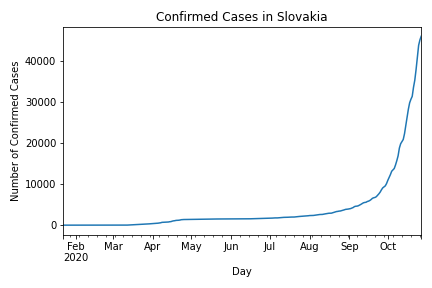 Confirmed Cases in Slovakia
Number of Confirmed Cases
40000
30000
20000
10000
0
Feb Mar Apr May Jun Jul Aug Sep Oct
2020
Day